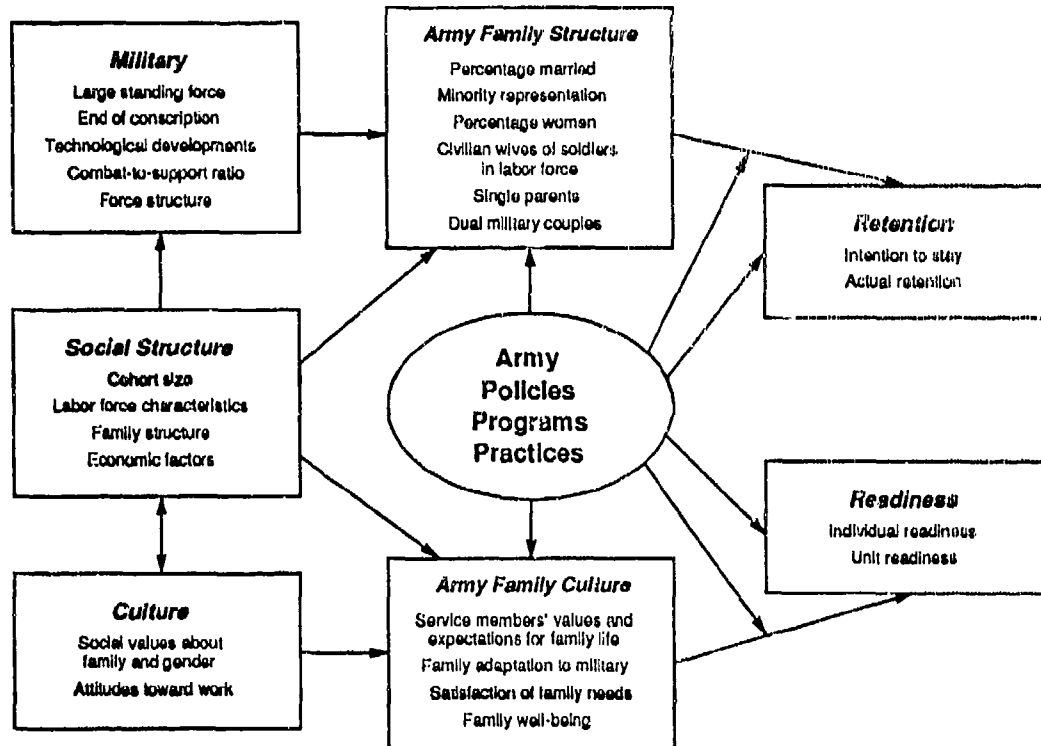 Military
Large standing force
End of conscription
Technological developments
Combat-to-support ratio
Force structure
Army Family Structure
Percentage married
Minority representation
Percentage women
Civilian wives of soldiers
in labor force
Single parents
Dual military couples
Retention
Intention to stay
Actual retention
Social Structure
Cohort size
Labor force characteristics
Family structure
Economic factors
Army
Policies
Programs
Practices
Readiness
Individual readiness
Unit readiness
Culture
Social values about
family and gender
Attitudes toward work
Army Family Culture
Service members' values and
expectations for family life
Family adaptation to military
Satisfaction of family needs
Family well-being